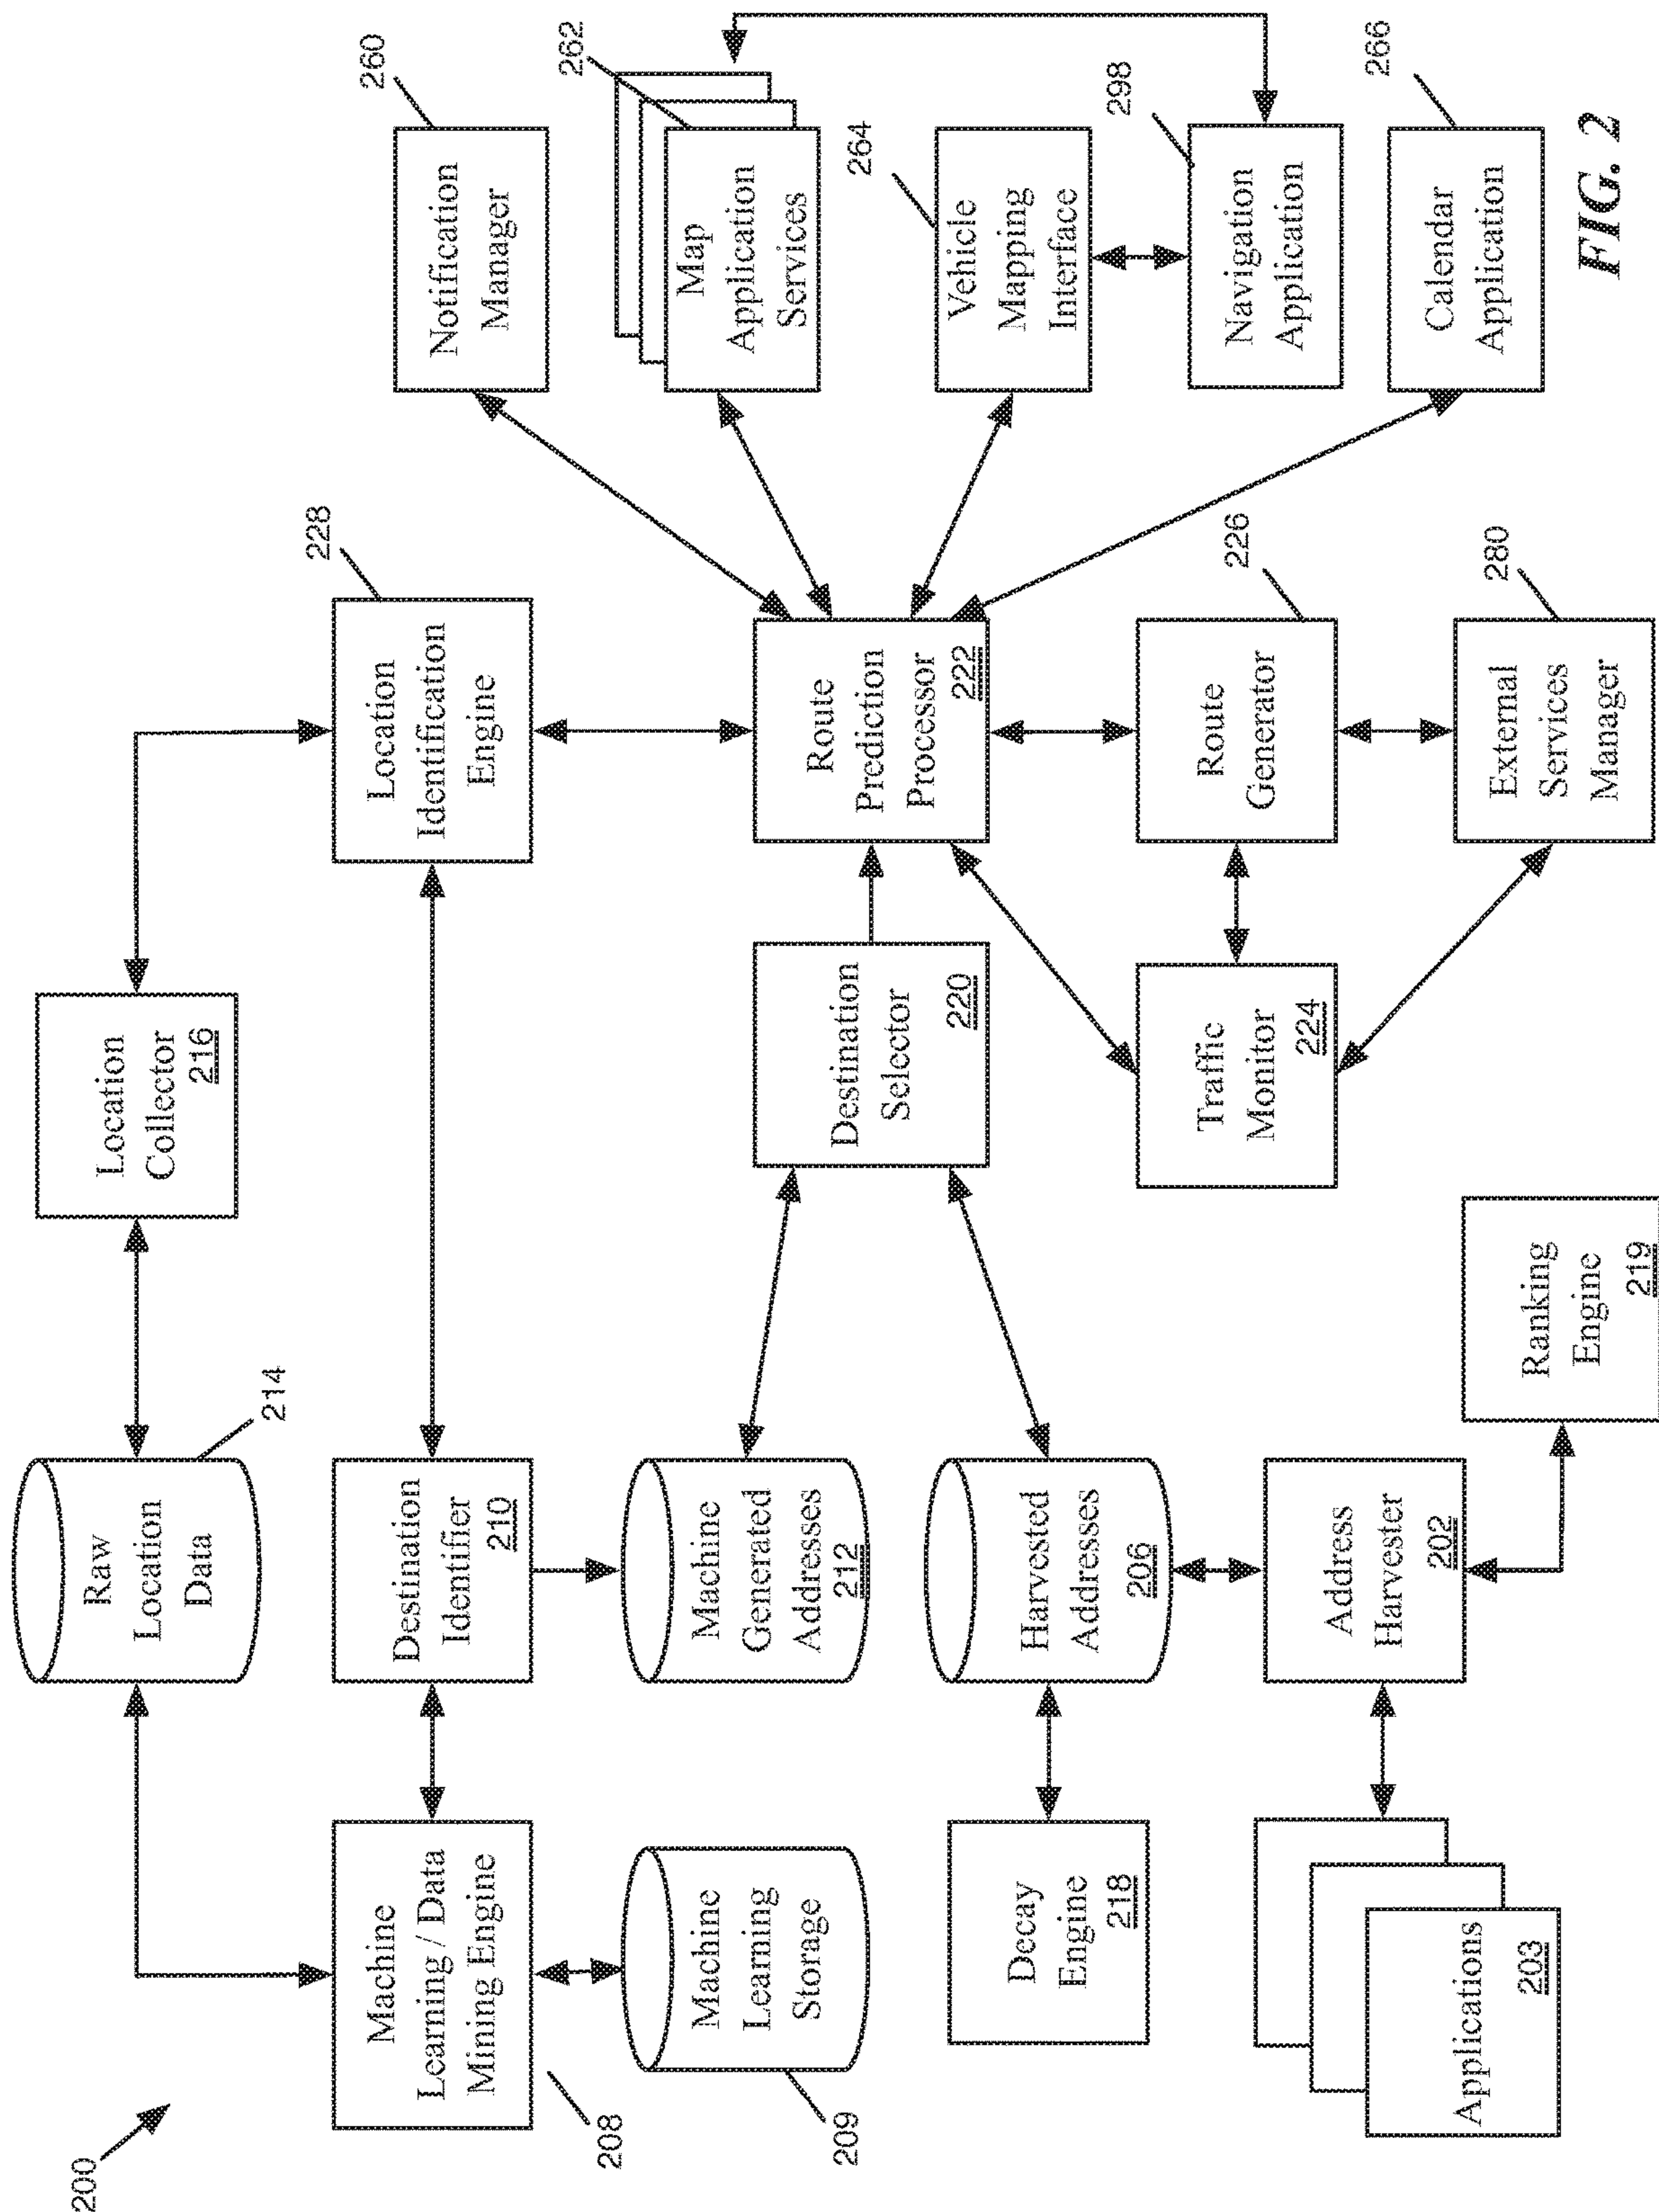 200
Machine
Learning / Data
Mining Engine
208
Machine
Learning
Storage
209
Raw
Location
Data
214
Location
Collector
216
Destination
Identifier
210
Machine
Generated
Addresses
212
Location
Identification
Engine
228
Decay
Engine
218
Harvested
Addresses
206
Destination
Selector
220
Route
Prediction
Processor
222
Applications
203
Address
Harvester
202
Ranking
Engine
219
Traffic
Monitor
224
Route
Generator
226
External
Services
Manager
280
Notification
Manager
260
Map
Application
Services
262
Vehicle
Mapping
Interface
264
Navigation
Application
298
Calendar
Application
266
FIG. 2